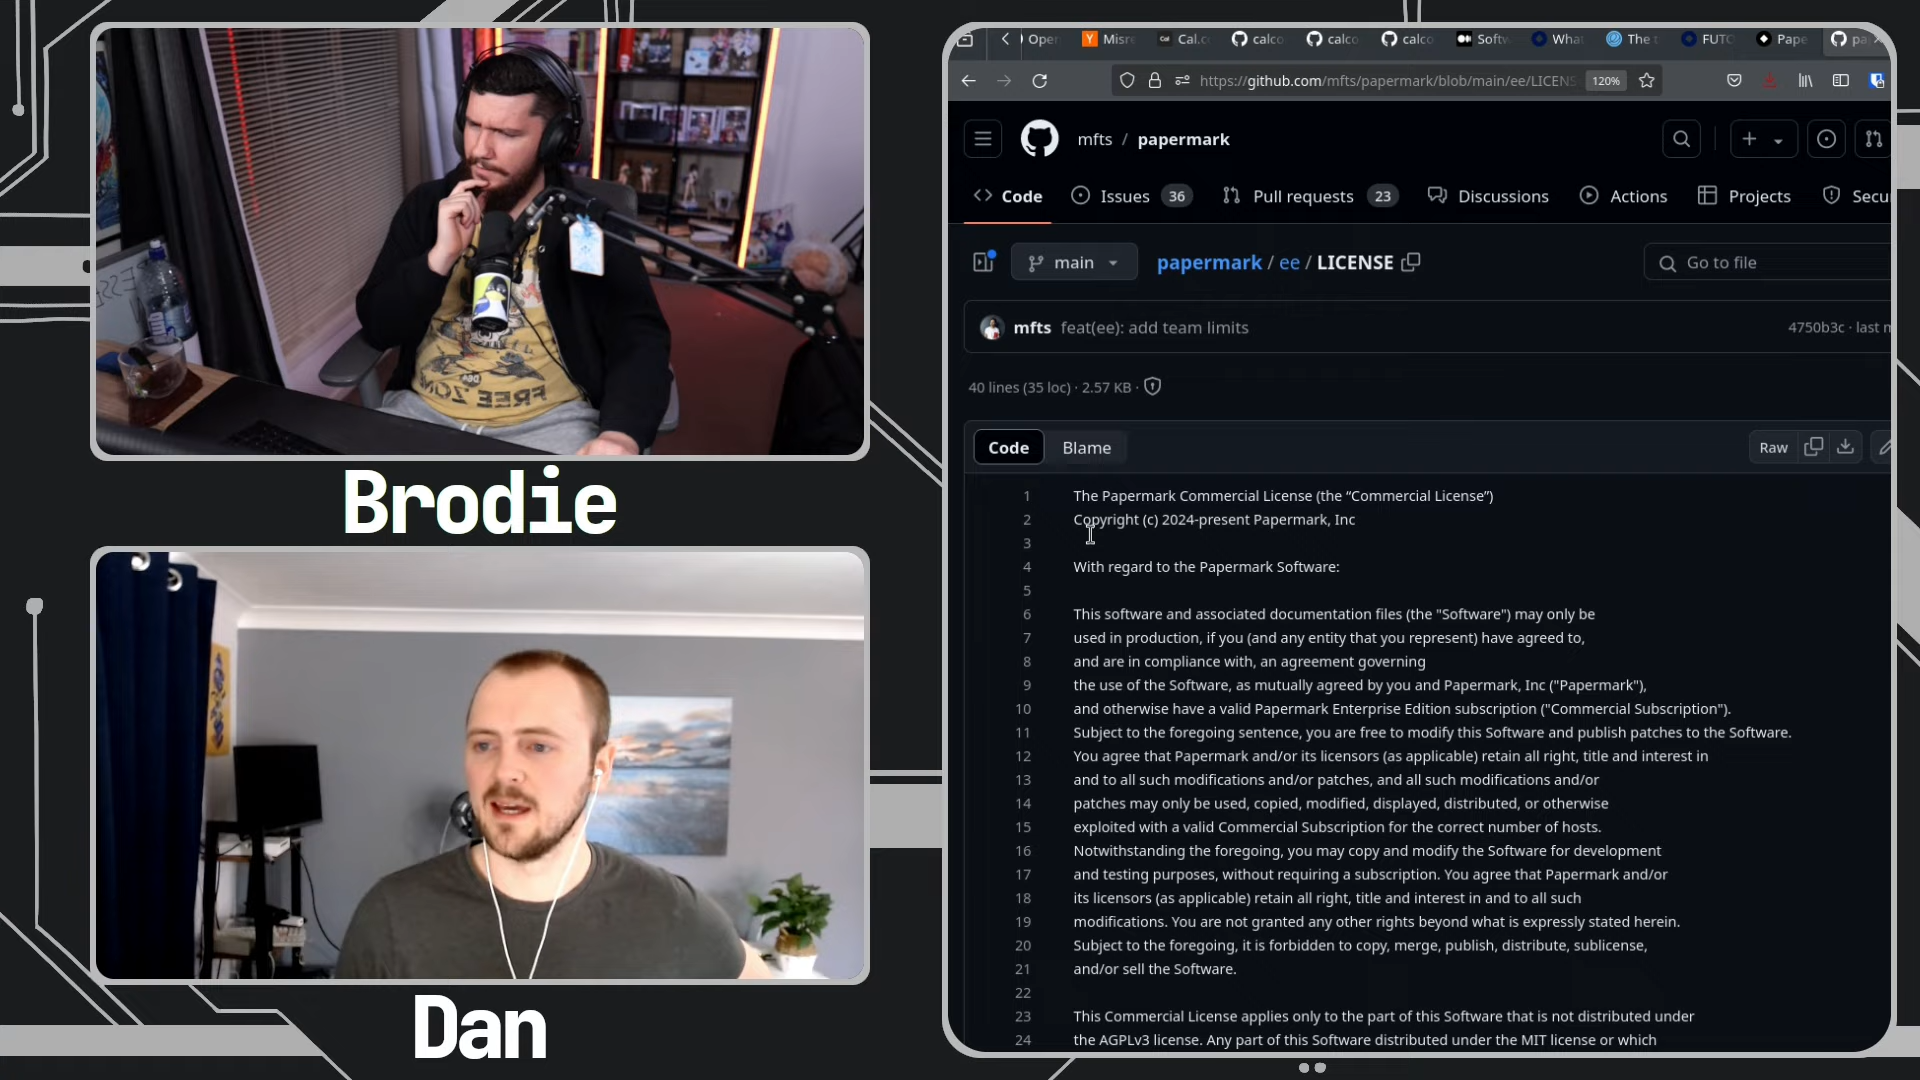 Brodie
Dan
FREE ZONE
Open
Misre
Cal.c
calco
calco
calco
Softw
What
The t
FUTC
Pape
pa
https://github.com/mfts/papermark/blob/main/ee/LICENS
120%
mfts / papermark
Code
Issues 36
Pull requests 23
Discussions
Actions
Projects
Secu
main
papermark / ee / LICENSE
Go to file
mfts feat(ee): add team limits
4750b3c · last m
40 lines (35 loc) · 2.57 KB ·
Code
Blame
Raw
1 The Papermark Commercial License (the “Commercial License”)
2 Copyright (c) 2024-present Papermark, Inc
3
4 With regard to the Papermark Software:
5
6 This software and associated documentation files (the "Software") may only be
7 used in production, if you (and any entity that you represent) have agreed to,
8 and are in compliance with, an agreement governing
9 the use of the Software, as mutually agreed by you and Papermark, Inc ("Papermark"),
10 and otherwise have a valid Papermark Enterprise Edition subscription ("Commercial Subscription").
11 Subject to the foregoing sentence, you are free to modify this Software and publish patches to the Software.
12 You agree that Papermark and/or its licensors (as applicable) retain all right, title and interest in
13 and to all such modifications and/or patches, and all such modifications and/or
14 patches may only be used, copied, modified, displayed, distributed, or otherwise
15 exploited with a valid Commercial Subscription for the correct number of hosts.
16 Notwithstanding the foregoing, you may copy and modify the Software for development
17 and testing purposes, without requiring a subscription. You agree that Papermark and/or
18 its licensors (as applicable) retain all right, title and interest in and to all such
19 modifications. You are not granted any other rights beyond what is expressly stated herein.
20 Subject to the foregoing, it is forbidden to copy, merge, publish, distribute, sublicense,
21 and/or sell the Software.
22
23 This Commercial License applies only to the part of this Software that is not distributed under
24 the AGPLv3 license. Any part of this Software distributed under the MIT license or which